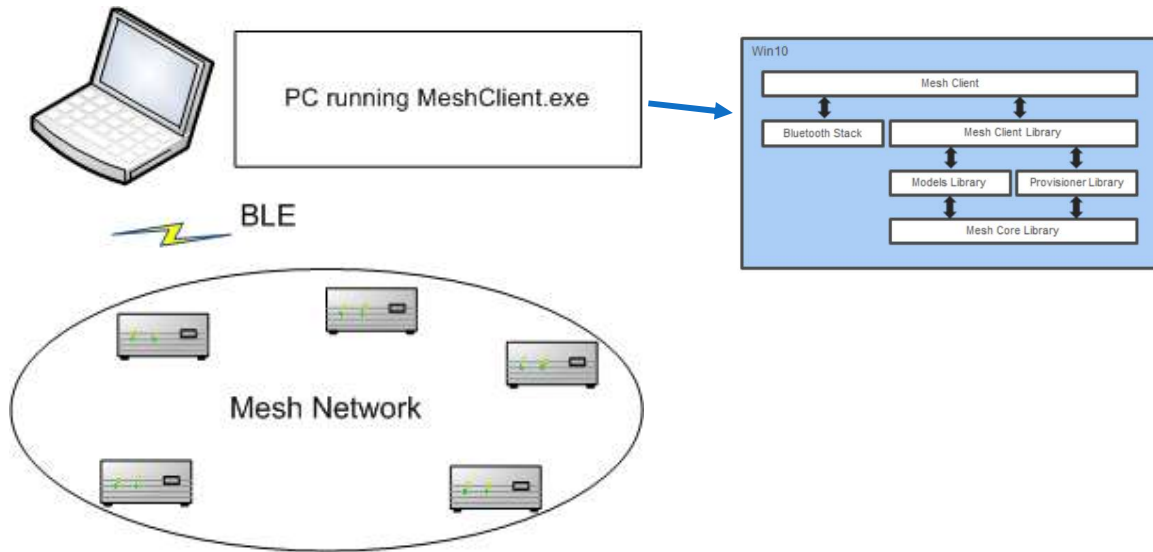 PC running MeshClient.exe
Win10
Mesh Client
Bluetooth Stack
Mesh Client Library
Models Library
Provisioner Library
Mesh Core Library
BLE
Mesh Network